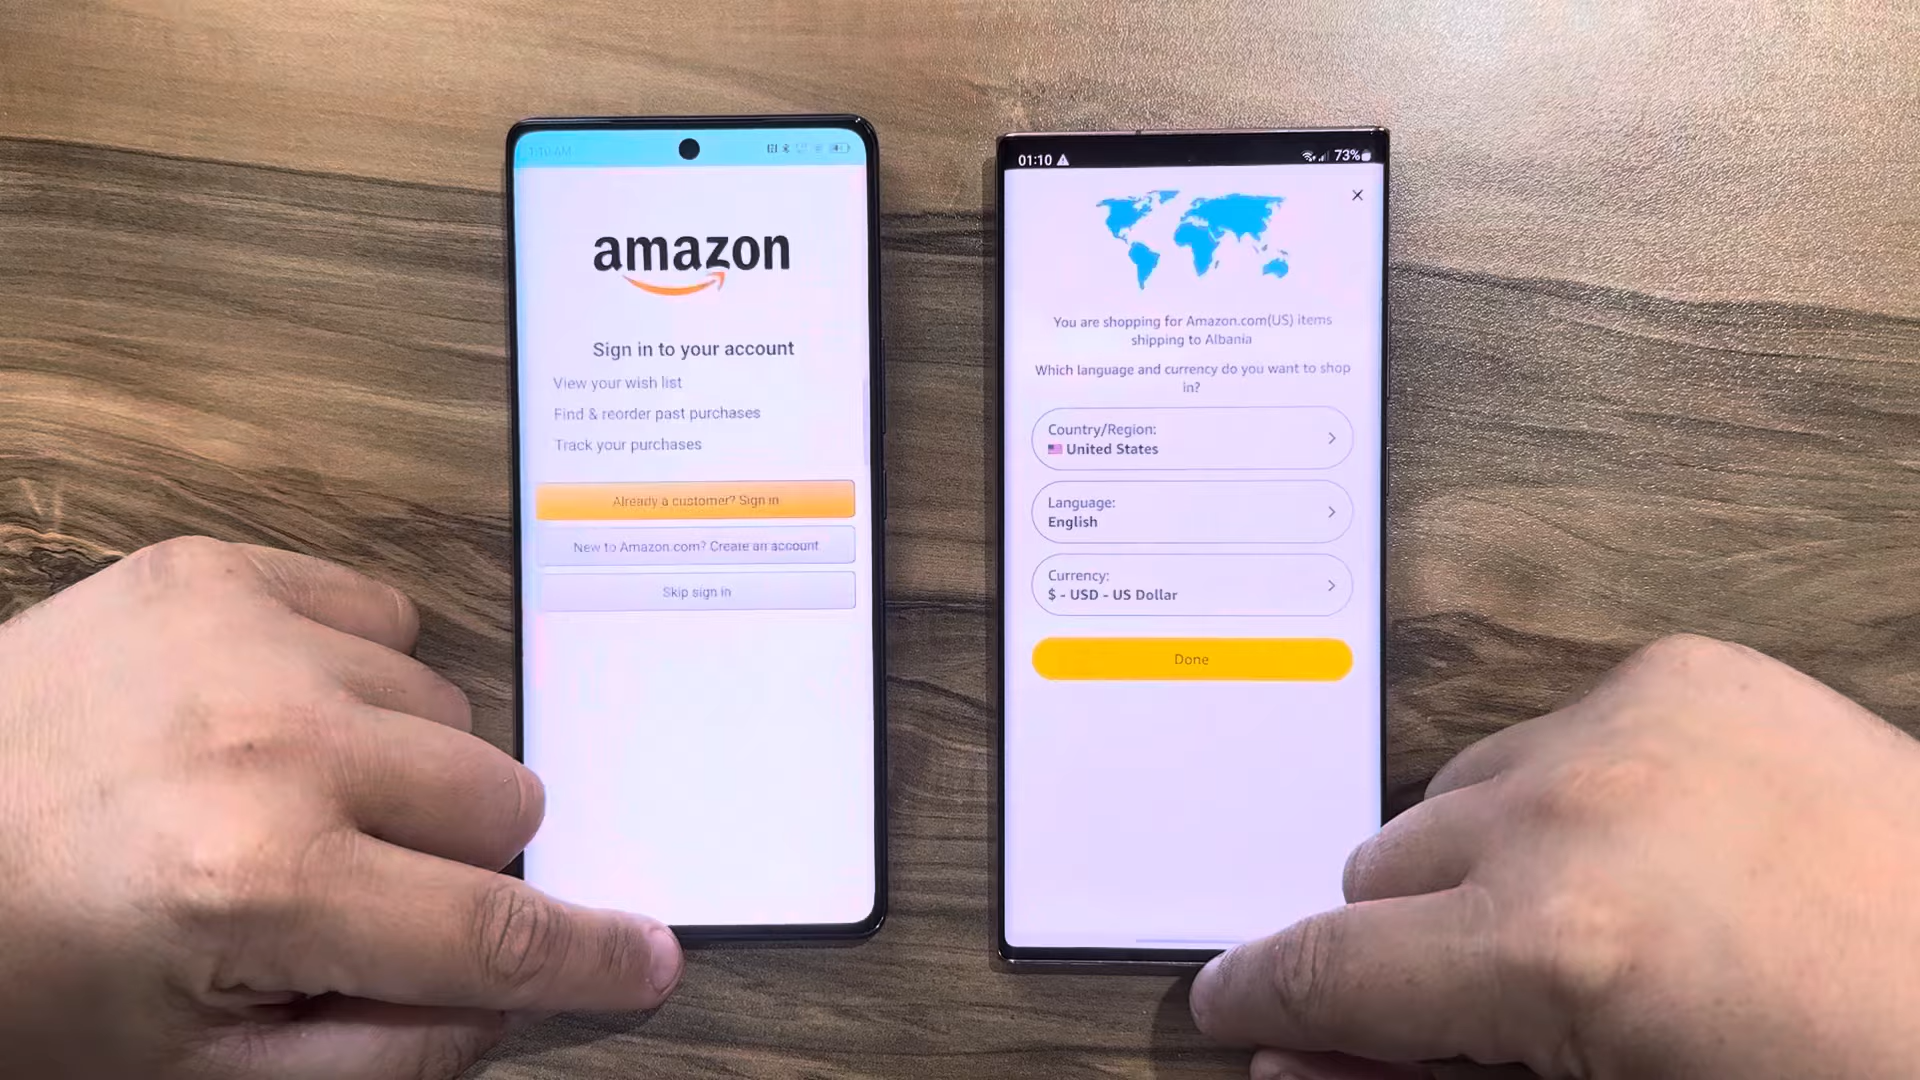 1:10 AM
amazon
Sign in to your account
View your wish list
Find & reorder past purchases
Track your purchases
Already a customer? Sign in
New to Amazon.com? Create an account
Skip sign in
01:10
73%
You are shopping for Amazon.com(US) items
shipping to Albania
Which language and currency do you want to shop
in?
Country/Region:
United States
Language:
English
Currency:
$ - USD - US Dollar
Done